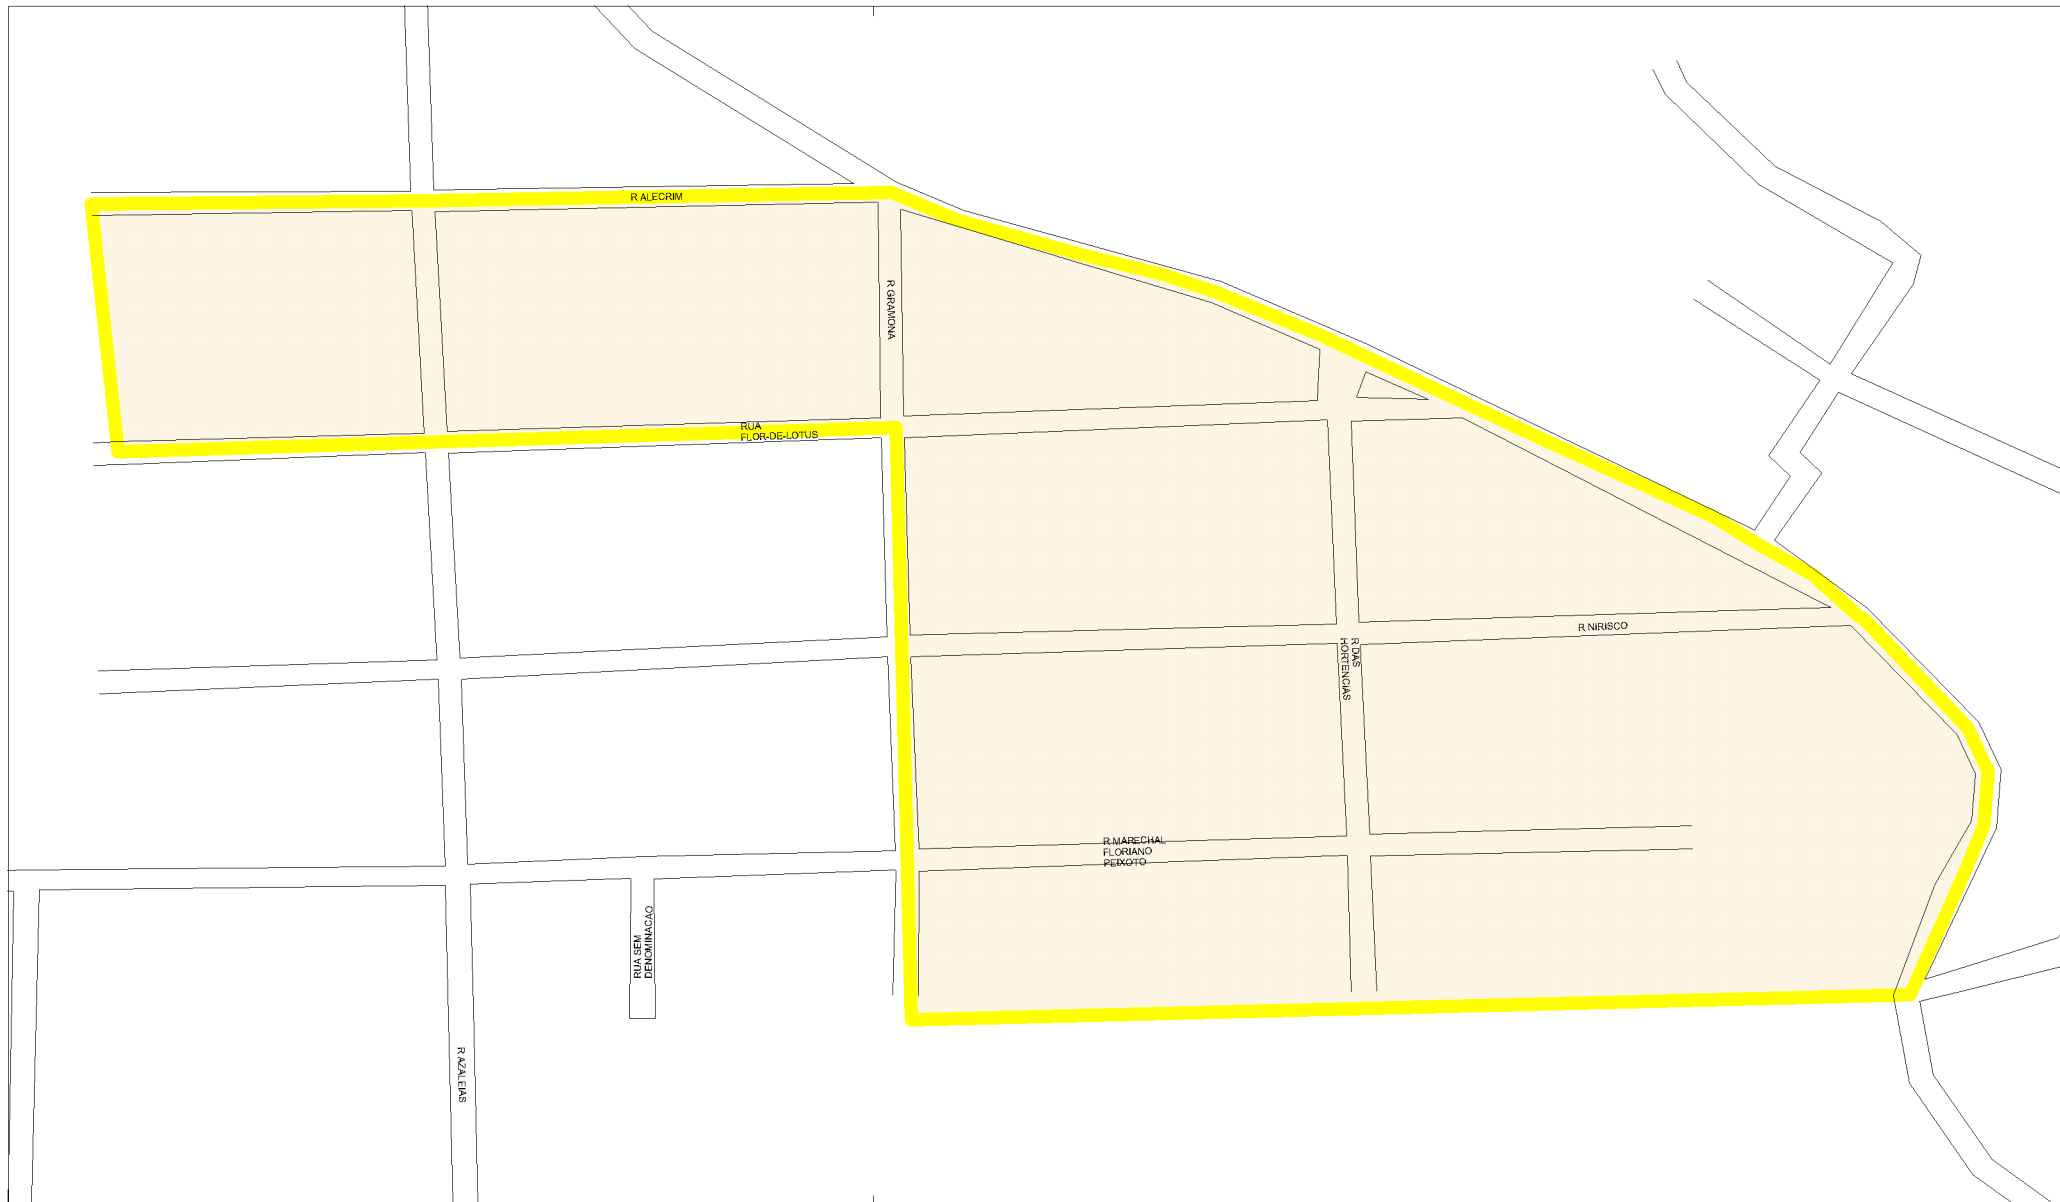 R ALECRIM
R GRAMONA
RUA
FLOR-DE-LOTUS
R NIRISCO
R DAS
HORTENCIAS
R MARECHAL
FLORIANO
PEIXOTO
RUA SEM
DENOMINACAO
R AZALEIAS